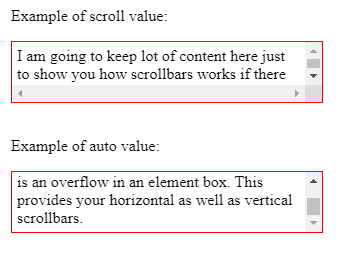 Example of scroll value:
I am going to keep lot of content here just
to show you how scrollbars works if there
Example of auto value:
is an overflow in an element box. This
provides your horizontal as well as vertical
scrollbars.